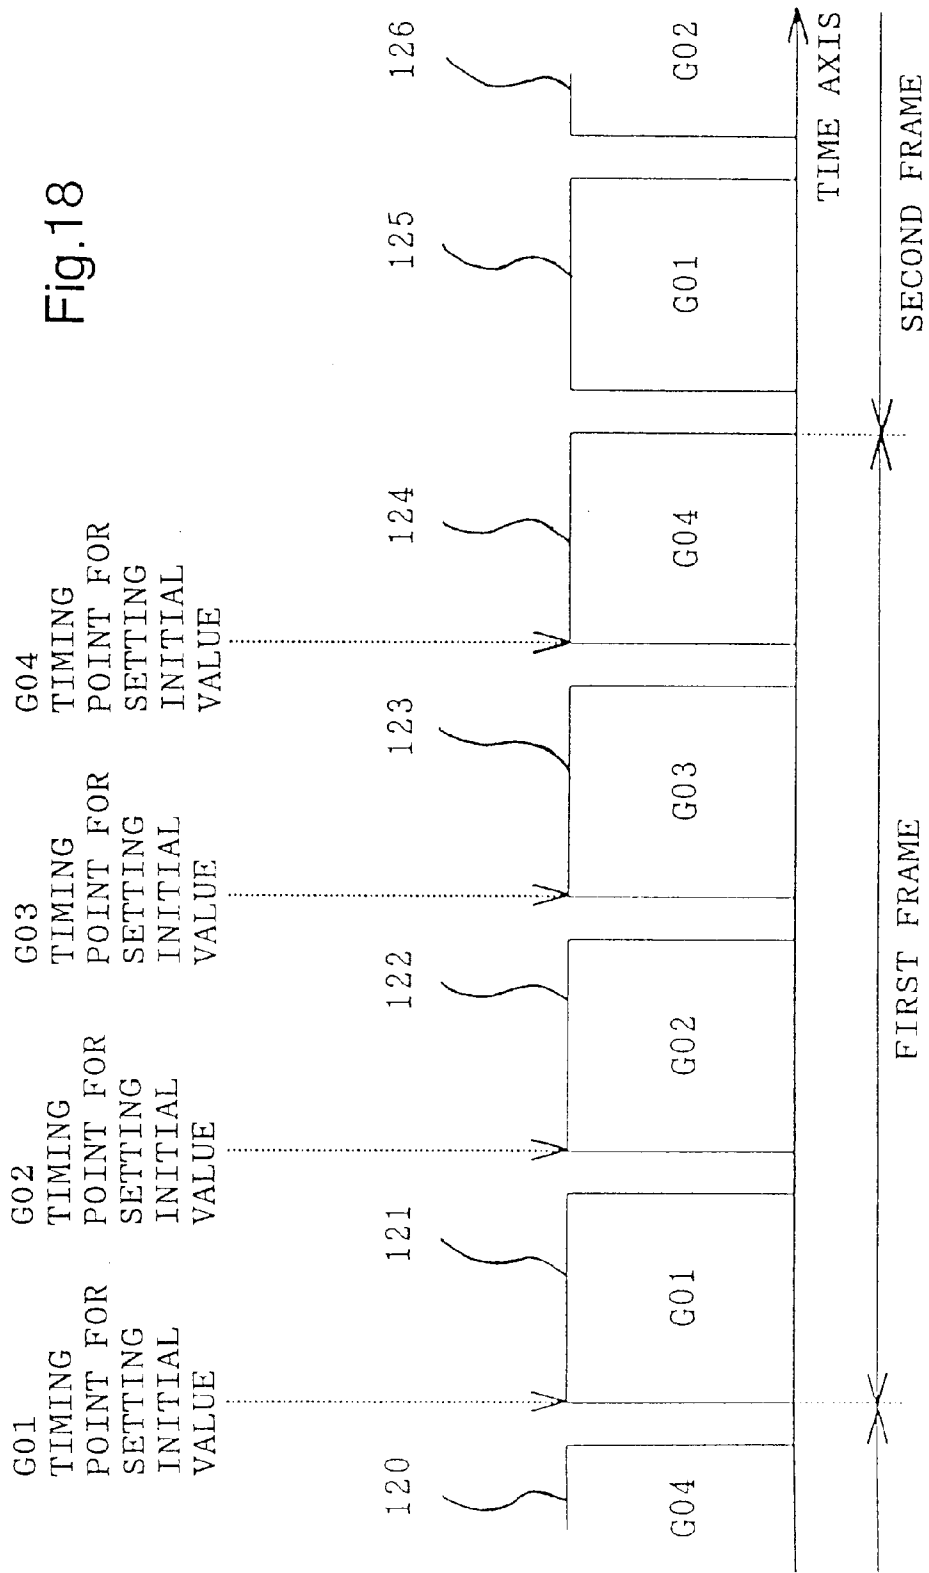 Fig.18
G01
TIMING
POINT FOR
SETTING
INITIAL
VALUE
G02
TIMING
POINT FOR
SETTING
INITIAL
VALUE
G03
TIMING
POINT FOR
SETTING
INITIAL
VALUE
G04
TIMING
POINT FOR
SETTING
INITIAL
VALUE
120
121
122
123
124
125
126
G04
G01
G02
G03
G04
G01
G02
TIME AXIS
FIRST FRAME
SECOND FRAME